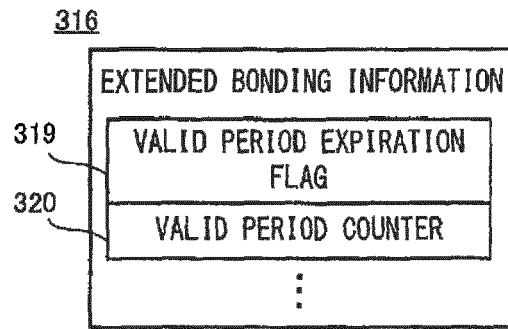 316
EXTENDED BONDING INFORMATION
319
VALID PERIOD EXPIRATION
FLAG
320
VALID PERIOD COUNTER
⋮